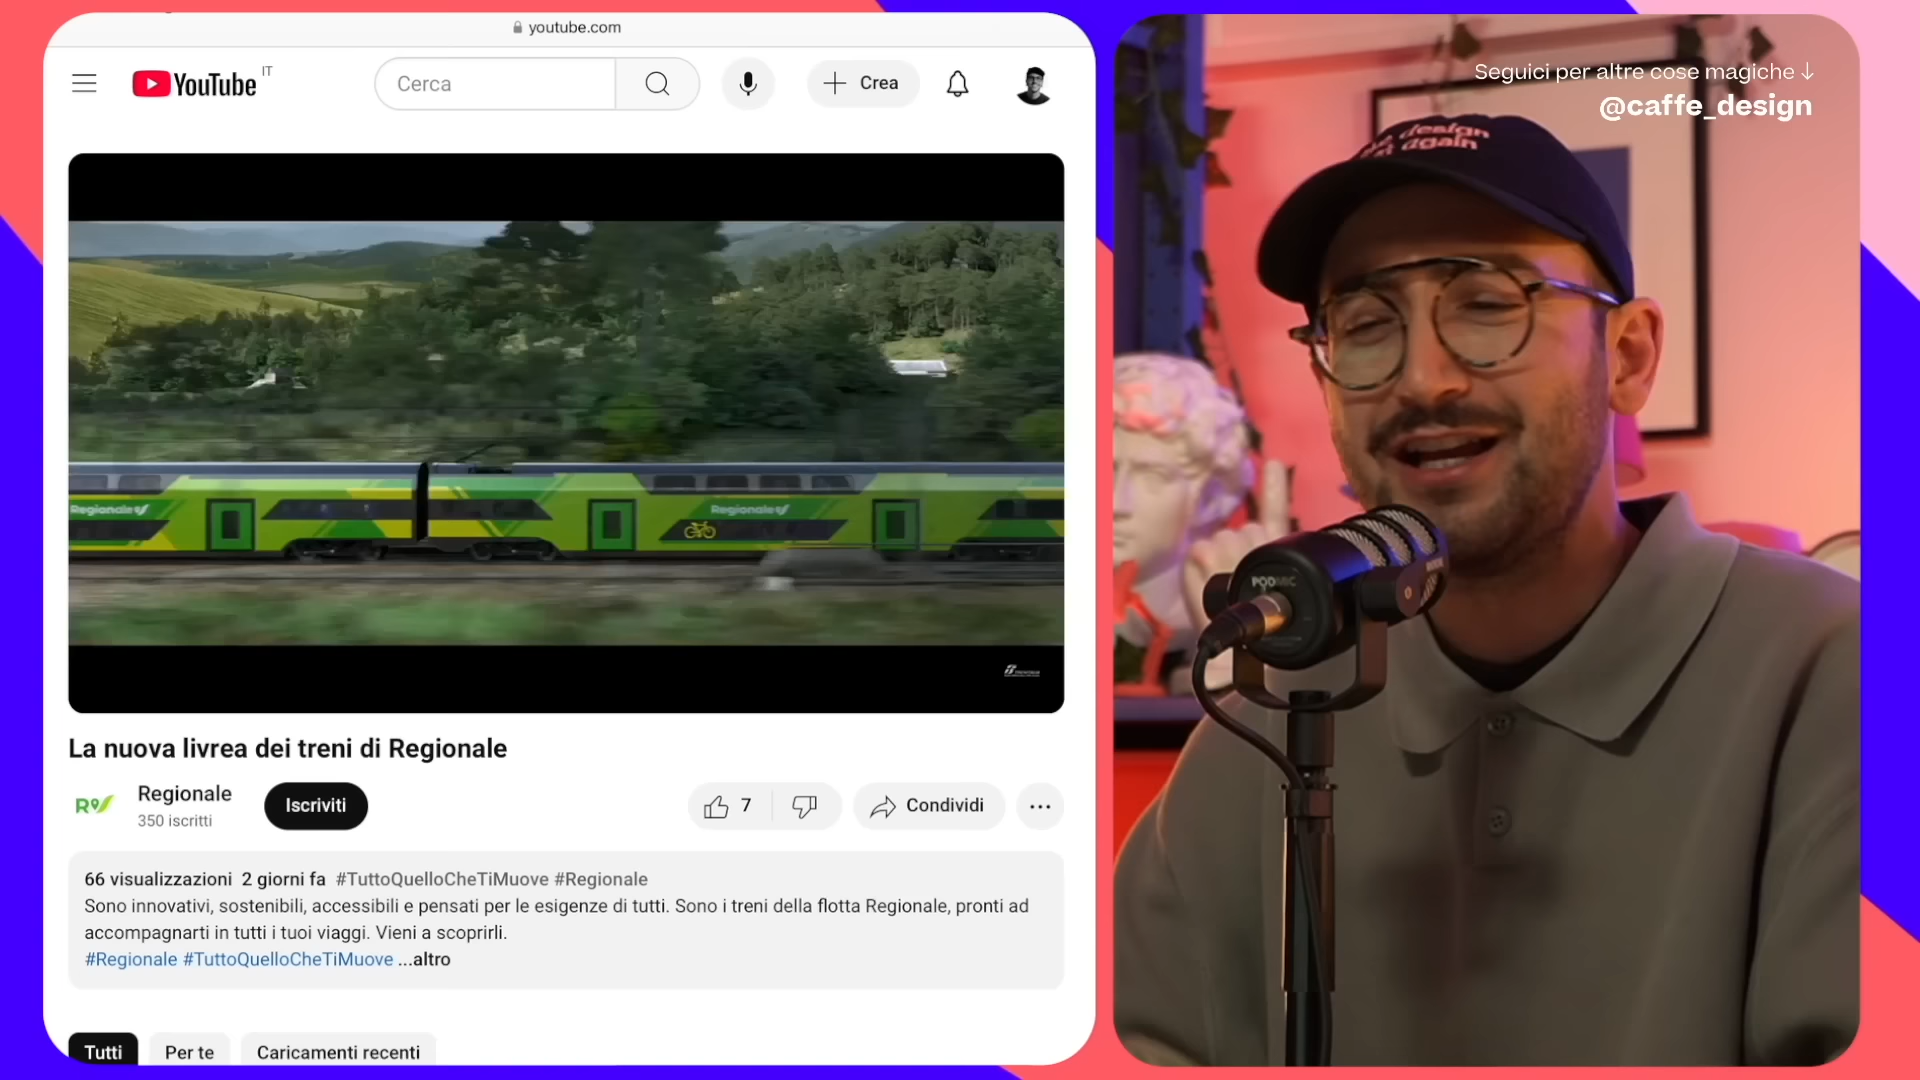 youtube.com
YouTube IT
Cerca
Crea
Regionale
Regionale
La nuova livrea dei treni di Regionale
Regionale
350 iscritti
Iscriviti
7
Condividi
66 visualizzazioni 2 giorni fa #TuttoQuelloCheTiMuove #Regionale
Sono innovativi, sostenibili, accessibili e pensati per le esigenze di tutti. Sono i treni della flotta Regionale, pronti ad
accompagnarti in tutti i tuoi viaggi. Vieni a scoprirli.
#Regionale #TuttoQuelloCheTiMuove ...altro
Tutti
Per te
Caricamenti recenti
Seguici per altre cose magiche ↓
@caffe_design
design
again
PODMIC